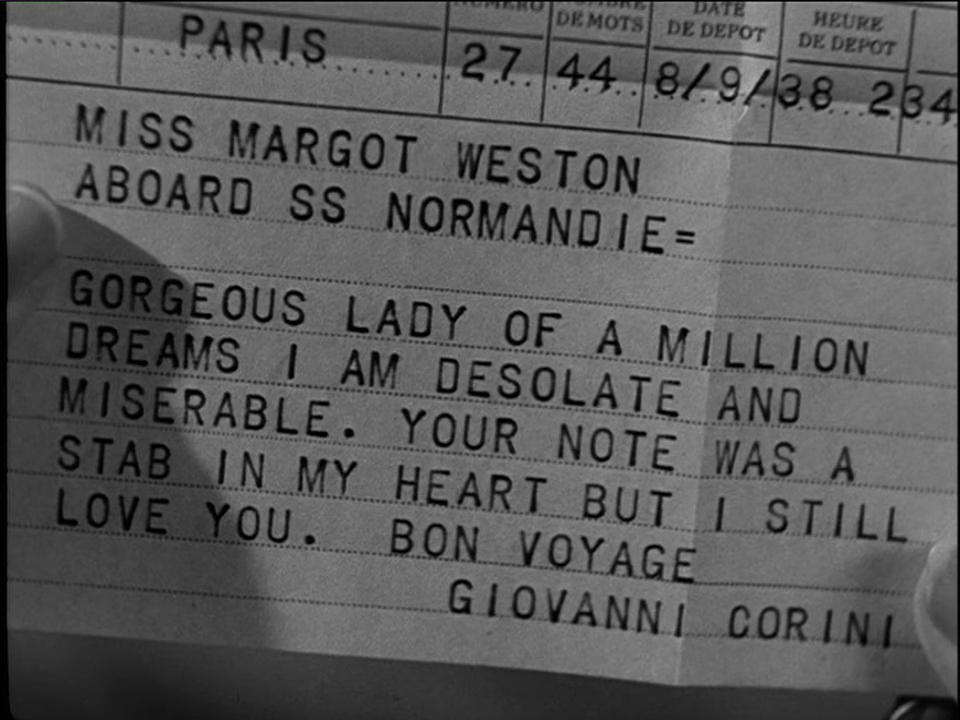 NUMERO DE MOTS DATE DE DEPOT HEURE DE DEPOT
PARIS 27 44 8/9/38 234
MISS MARGOT WESTON
ABOARD SS NORMANDIE=
GORGEOUS LADY OF A MILLION
DREAMS I AM DESOLATE AND
MISERABLE. YOUR NOTE WAS A
STAB IN MY HEART BUT I STILL
LOVE YOU. BON VOYAGE
GIOVANNI CORINI